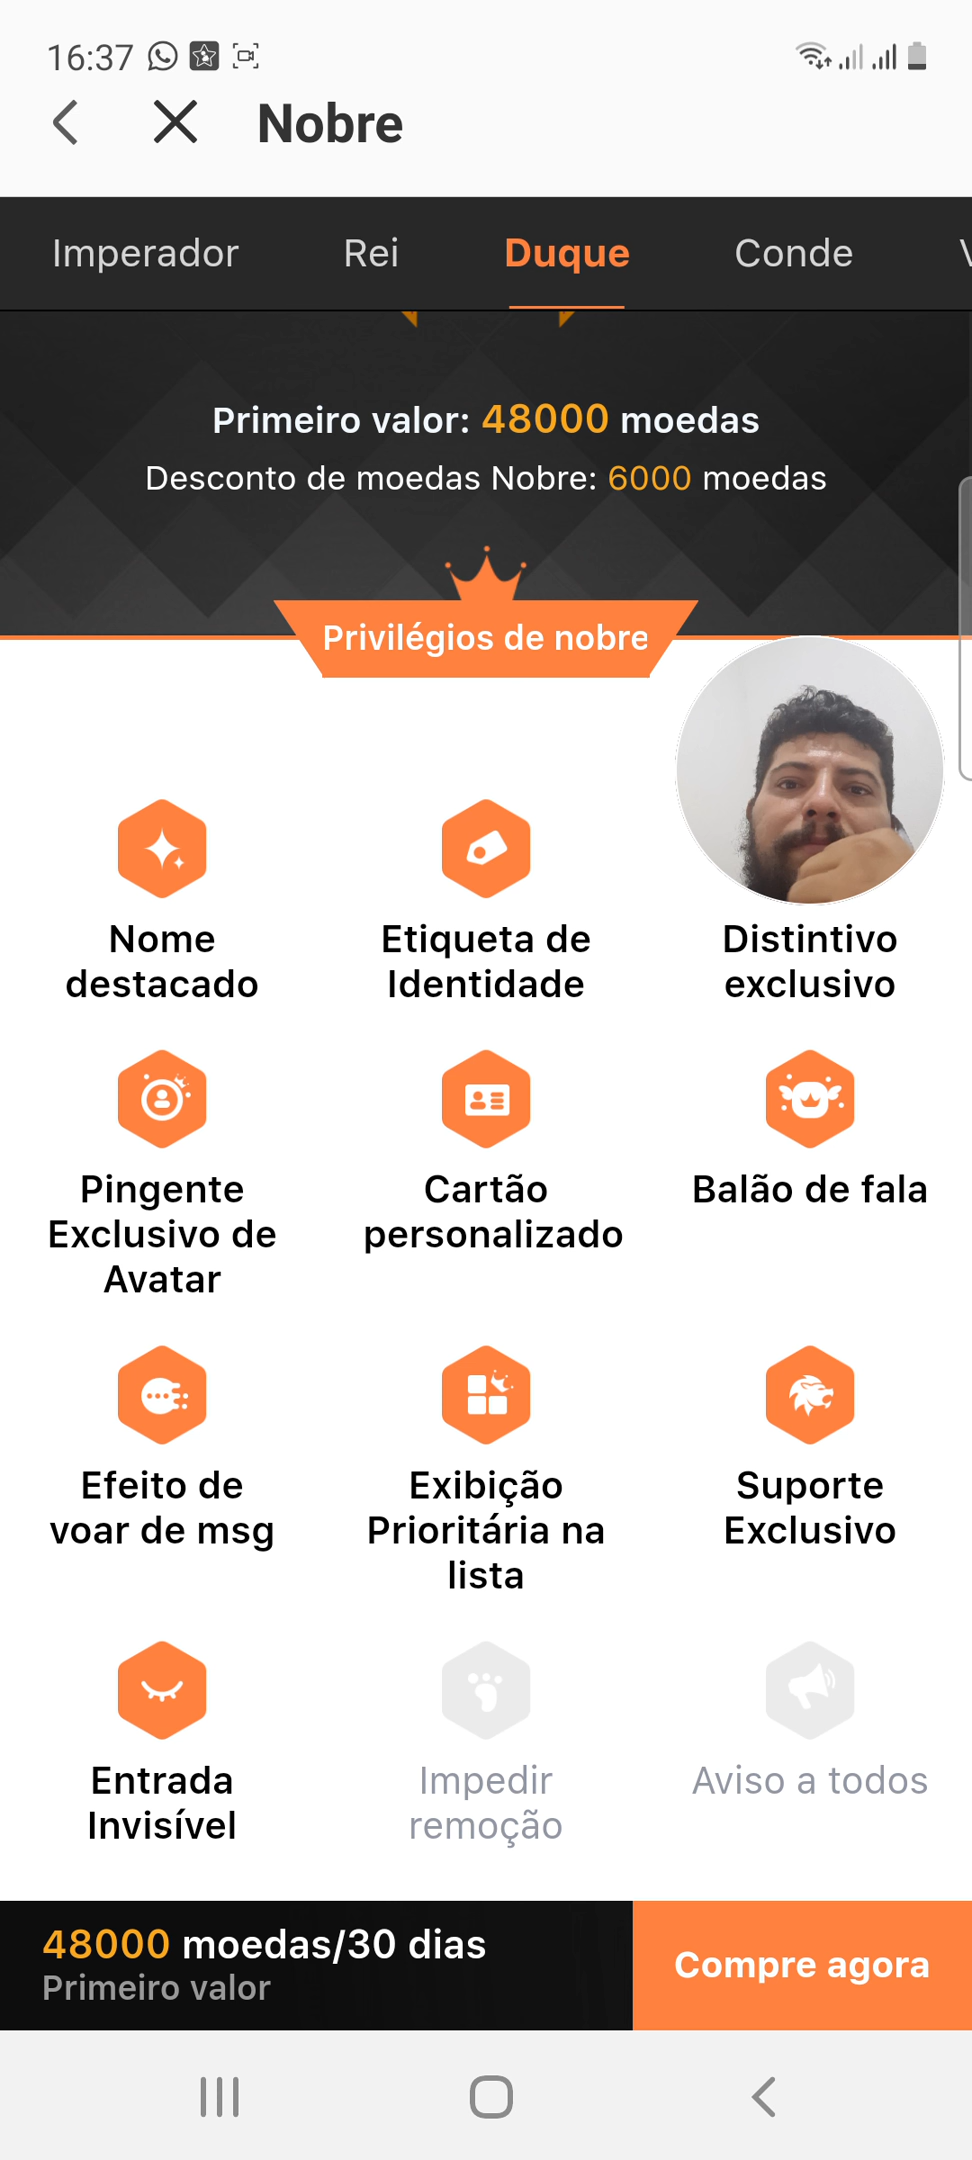 16:37
Nobre
Imperador Rei Duque Conde
Primeiro valor: 48000 moedas
Desconto de moedas Nobre: 6000 moedas
Privilégios de nobre
Nome destacado
Etiqueta de Identidade
Distintivo exclusivo
Pingente Exclusivo de Avatar
Cartão personalizado
Balão de fala
Efeito de voar de msg
Exibição Prioritária na lista
Suporte Exclusivo
Entrada Invisível
Impedir remoção
Aviso a todos
48000 moedas/30 dias
Primeiro valor
Compre agora